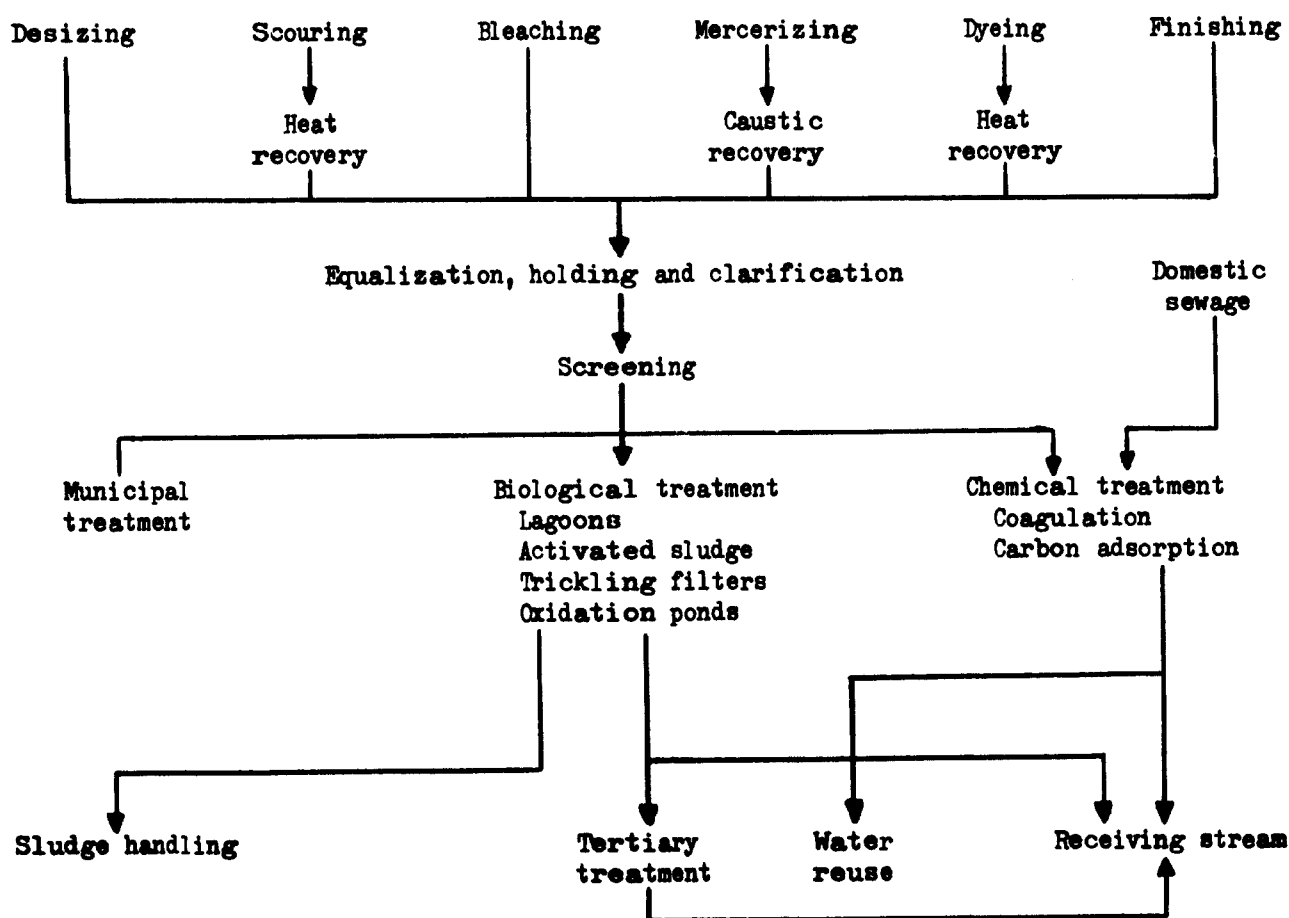 Desizing Scouring Bleaching Mercerizing Dyeing Finishing
Heat
recovery
Caustic
recovery
Heat
recovery
Equalization, holding and clarification
Domestic
sewage
Screening
Municipal
treatment
Biological treatment
Lagoons
Activated sludge
Trickling filters
Oxidation ponds
Chemical treatment
Coagulation
Carbon adsorption
Sludge handling
Tertiary
treatment
Water
reuse
Receiving stream